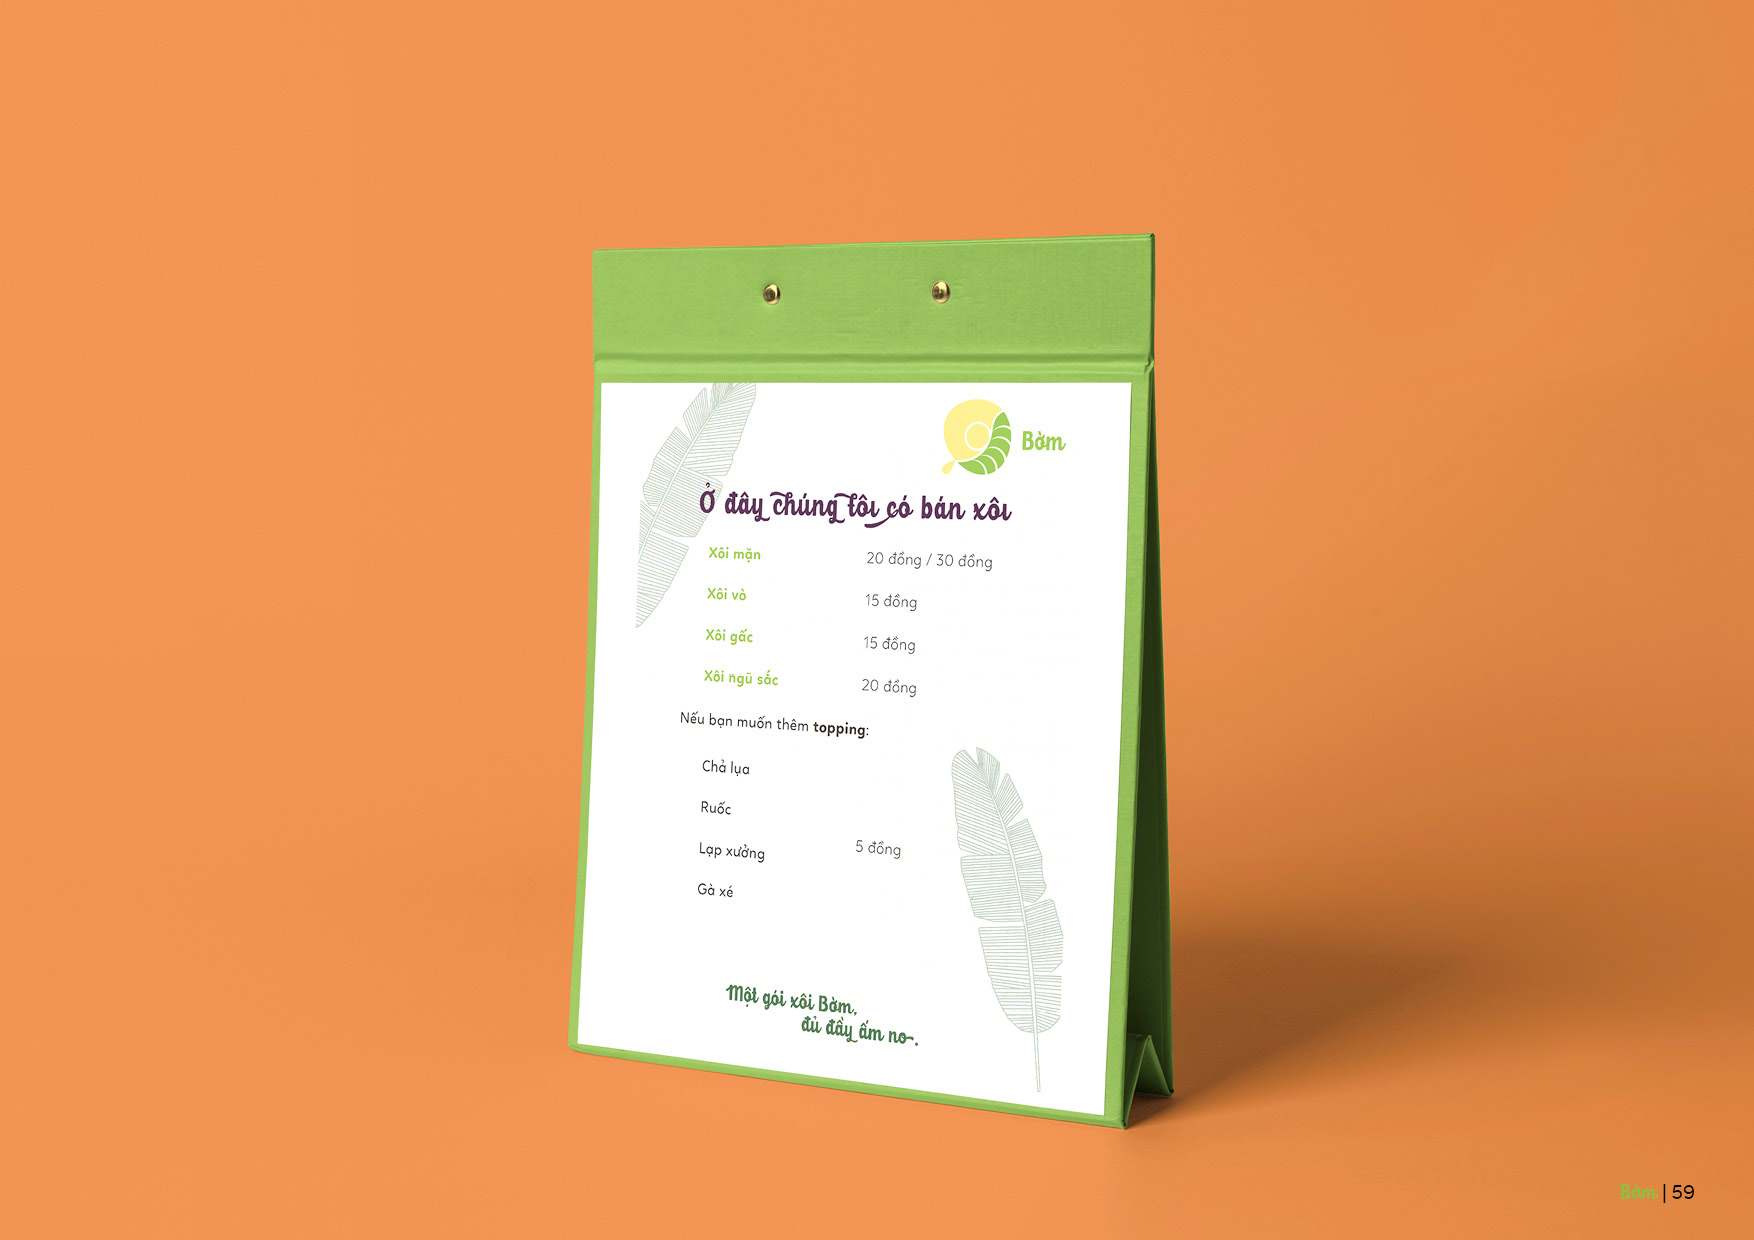 Bờm
Ở đây chúng tôi có bán xôi
Xôi mặn 20 đồng / 30 đồng
Xôi vò 15 đồng
Xôi gấc 15 đồng
Xôi ngũ sắc 20 đồng
Nếu bạn muốn thêm topping:
Chả lụa
Ruốc
Lạp xưởng 5 đồng
Gà xé
Một gói xôi Bờm,
đủ đầy ấm no.
Bờm | 59